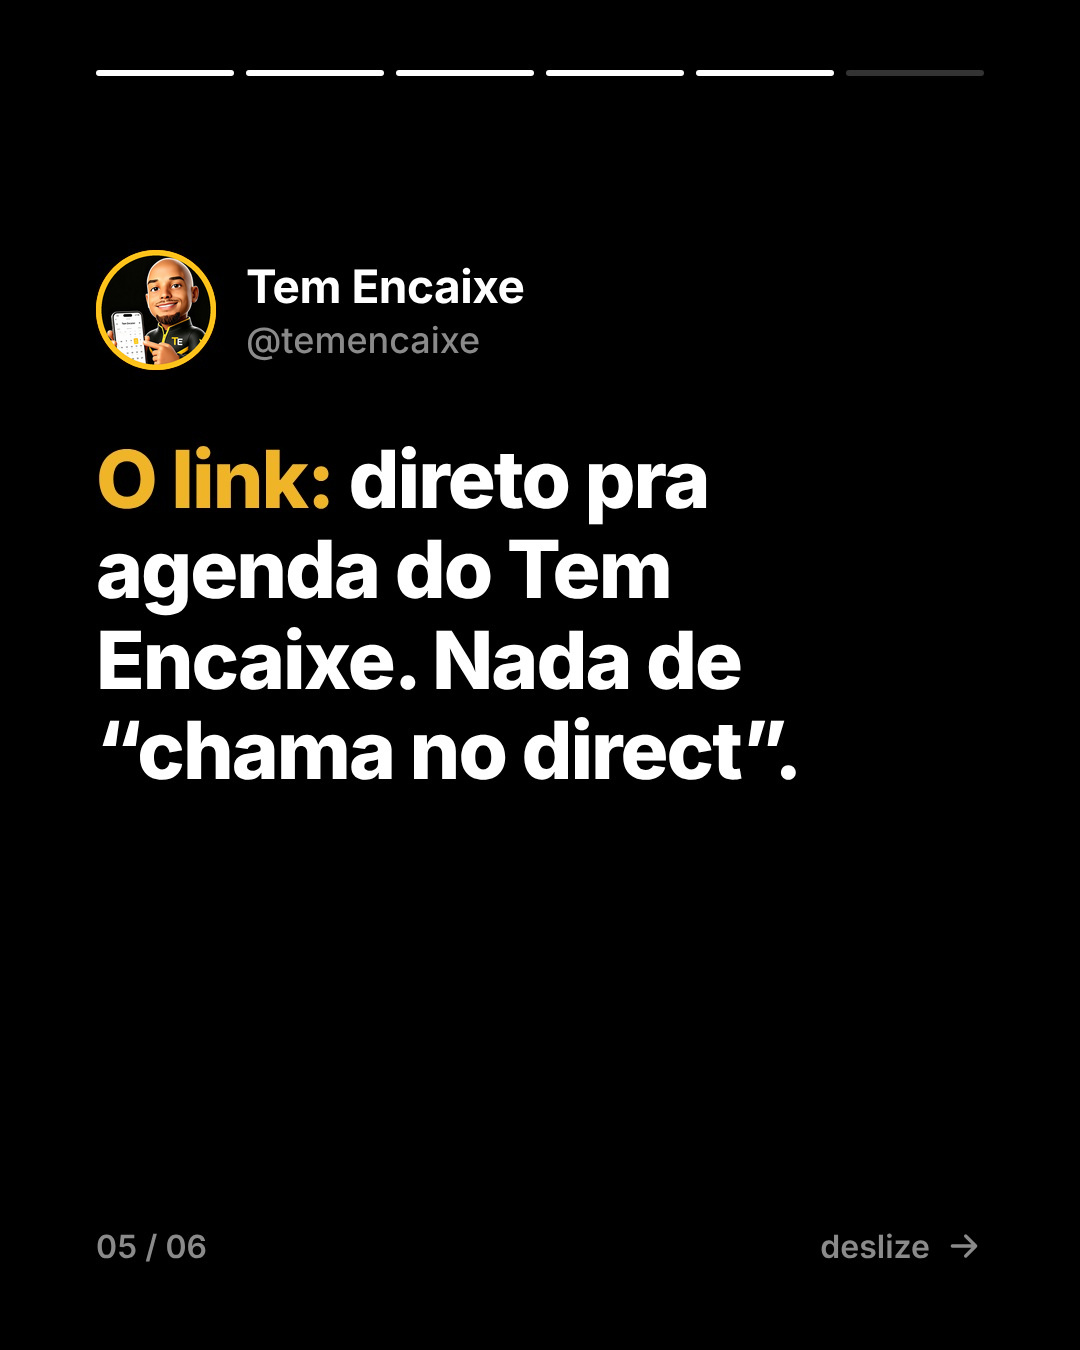 Tem Encaixe
@temencaixe
O link: direto pra
agenda do Tem
Encaixe. Nada de
“chama no direct”.
05 / 06
deslize →